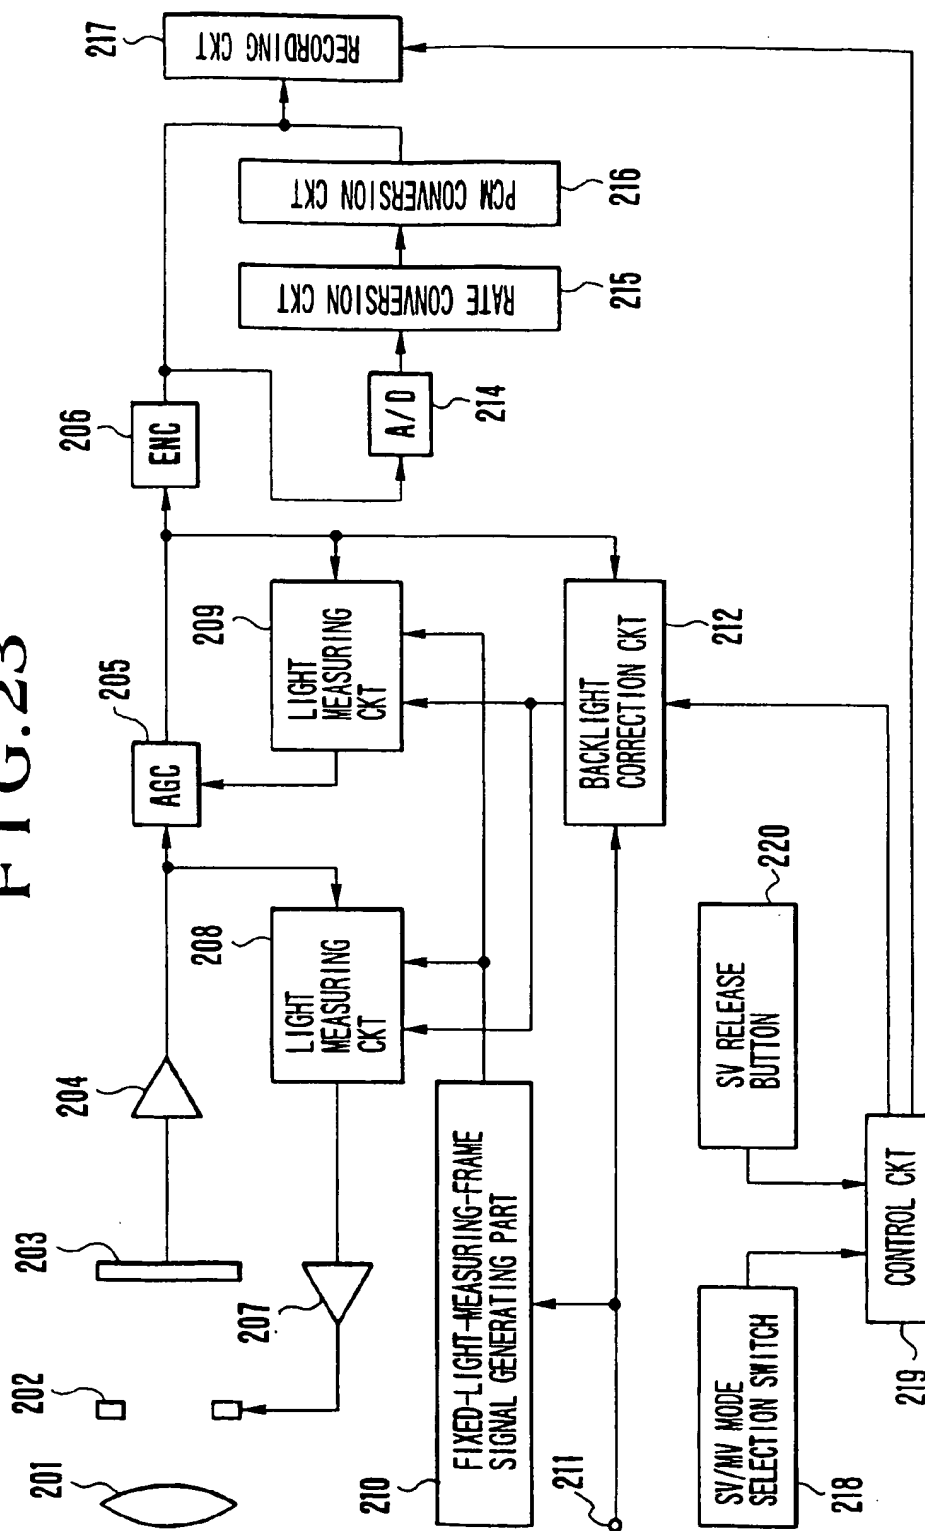 FIG.23
201
202
203
204
205
206
217
RECORDING CKT
AGC
ENC
207
208
LIGHT
MEASURING
CKT
209
LIGHT
MEASURING
CKT
A/D
214
RATE CONVERSION CKT
215
PCM CONVERSION CKT
216
210
FIXED-LIGHT-MEASURING-FRAME
SIGNAL GENERATING PART
211
BACKLIGHT
CORRECTION CKT
212
SV/MV MODE
SELECTION SWITCH
218
SV RELEASE
BUTTON
220
CONTROL CKT
219